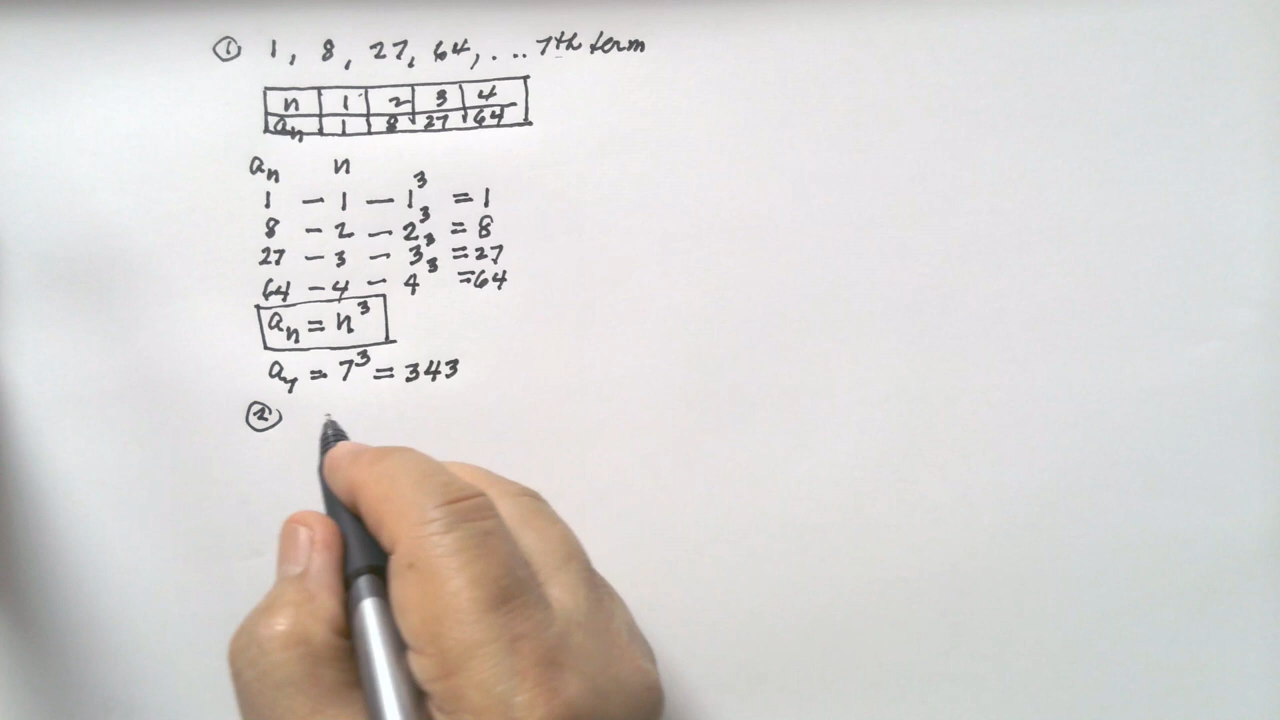 ① 1, 8, 27, 64, ... 7th term
n 1 2 3 4
aₙ 1 8 27 64
aₙ n
1 – 1 – 1³ = 1
8 – 2 – 2³ = 8
27 – 3 – 3³ = 27
64 – 4 – 4³ = 64
aₙ = n³
a₇ = 7³ = 343
②